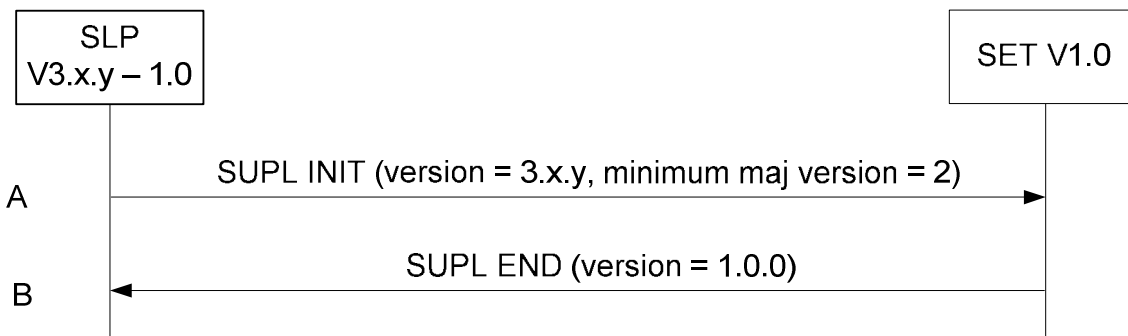 SLP
V3.x.y – 1.0
SET V1.0
SUPL INIT (version = 3.x.y, minimum maj version = 2)
A
SUPL END (version = 1.0.0)
B